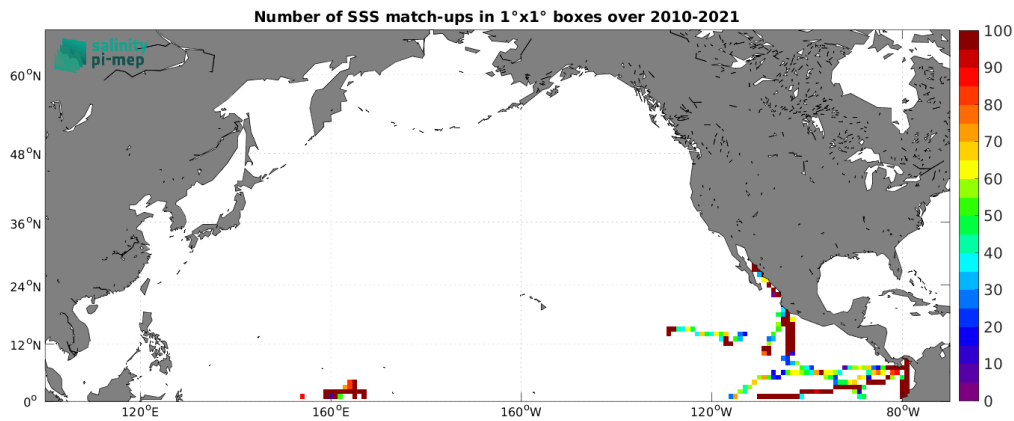 Number of SSS match-ups in 1°x1° boxes over 2010-2021
salinity
pi-mep
60°N
48°N
36°N
24°N
12°N
0°
120°E
160°E
160°W
120°W
80°W
100
90
80
70
60
50
40
30
20
10
0